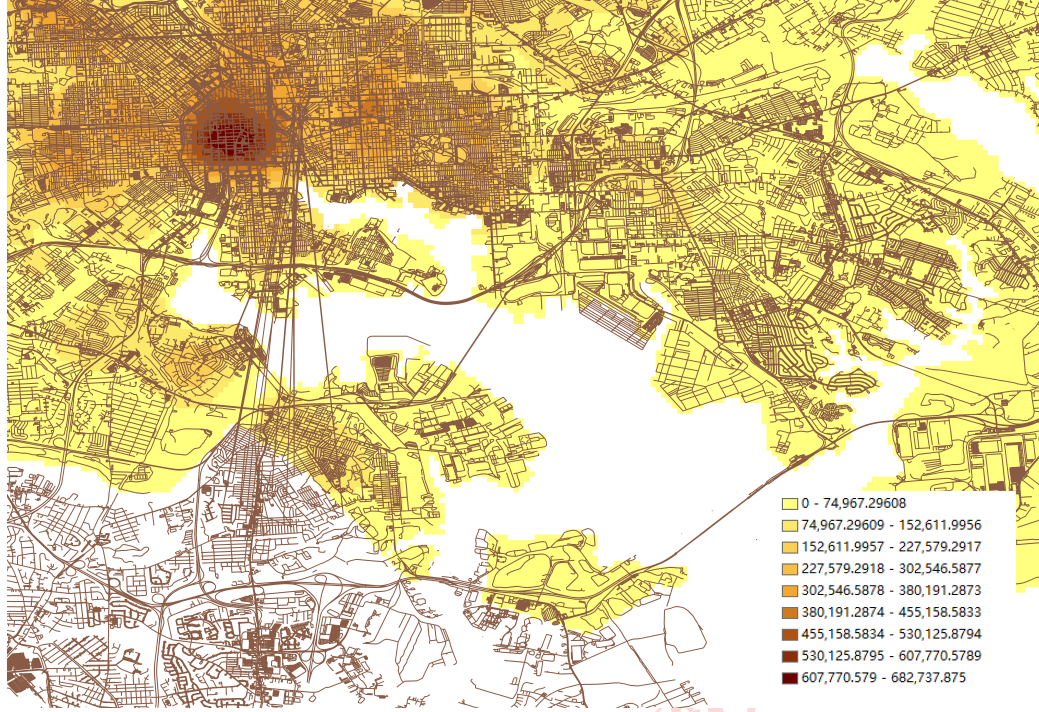 0 - 74,967.29608
74,967.29609 - 152,611.9956
152,611.9957 - 227,579.2917
227,579.2918 - 302,546.5877
302,546.5878 - 380,191.2873
380,191.2874 - 455,158.5833
455,158.5834 - 530,125.8794
530,125.8795 - 607,770.5789
607,770.579 - 682,737.875